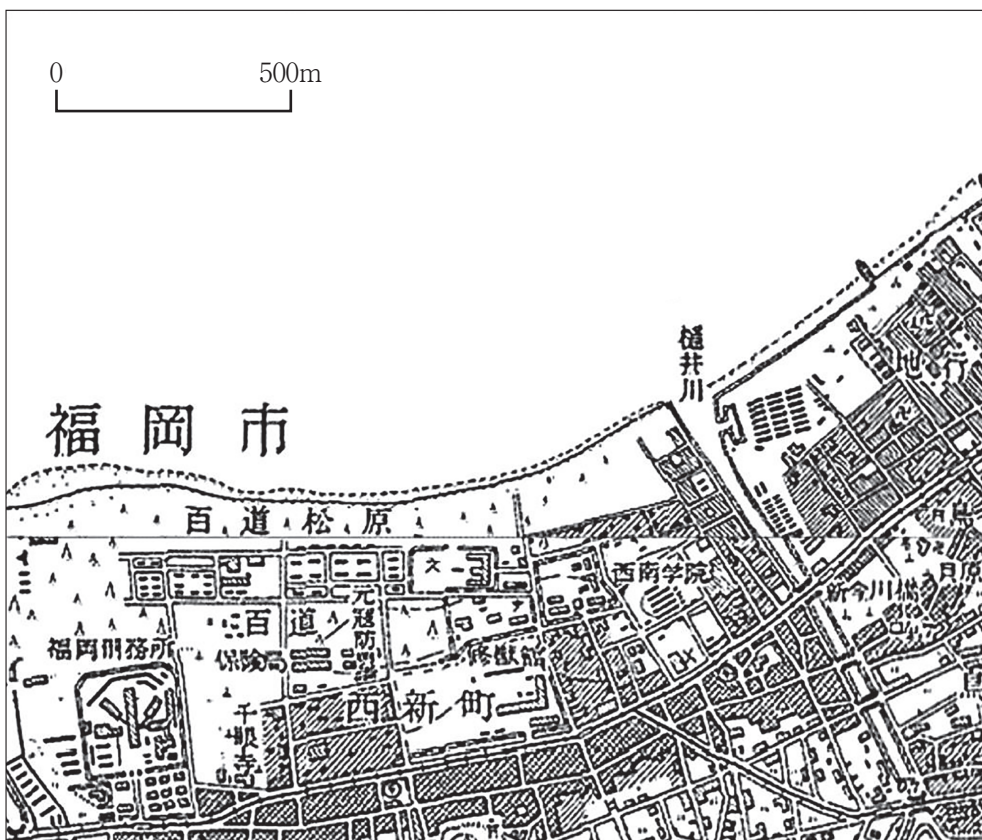 0 500m
樋井川
地行
福岡市
百道松原
西南学院
新今川橋
百道
元寇防塁
福岡刑務所
保険局
修猷館
西新町
千眼寺